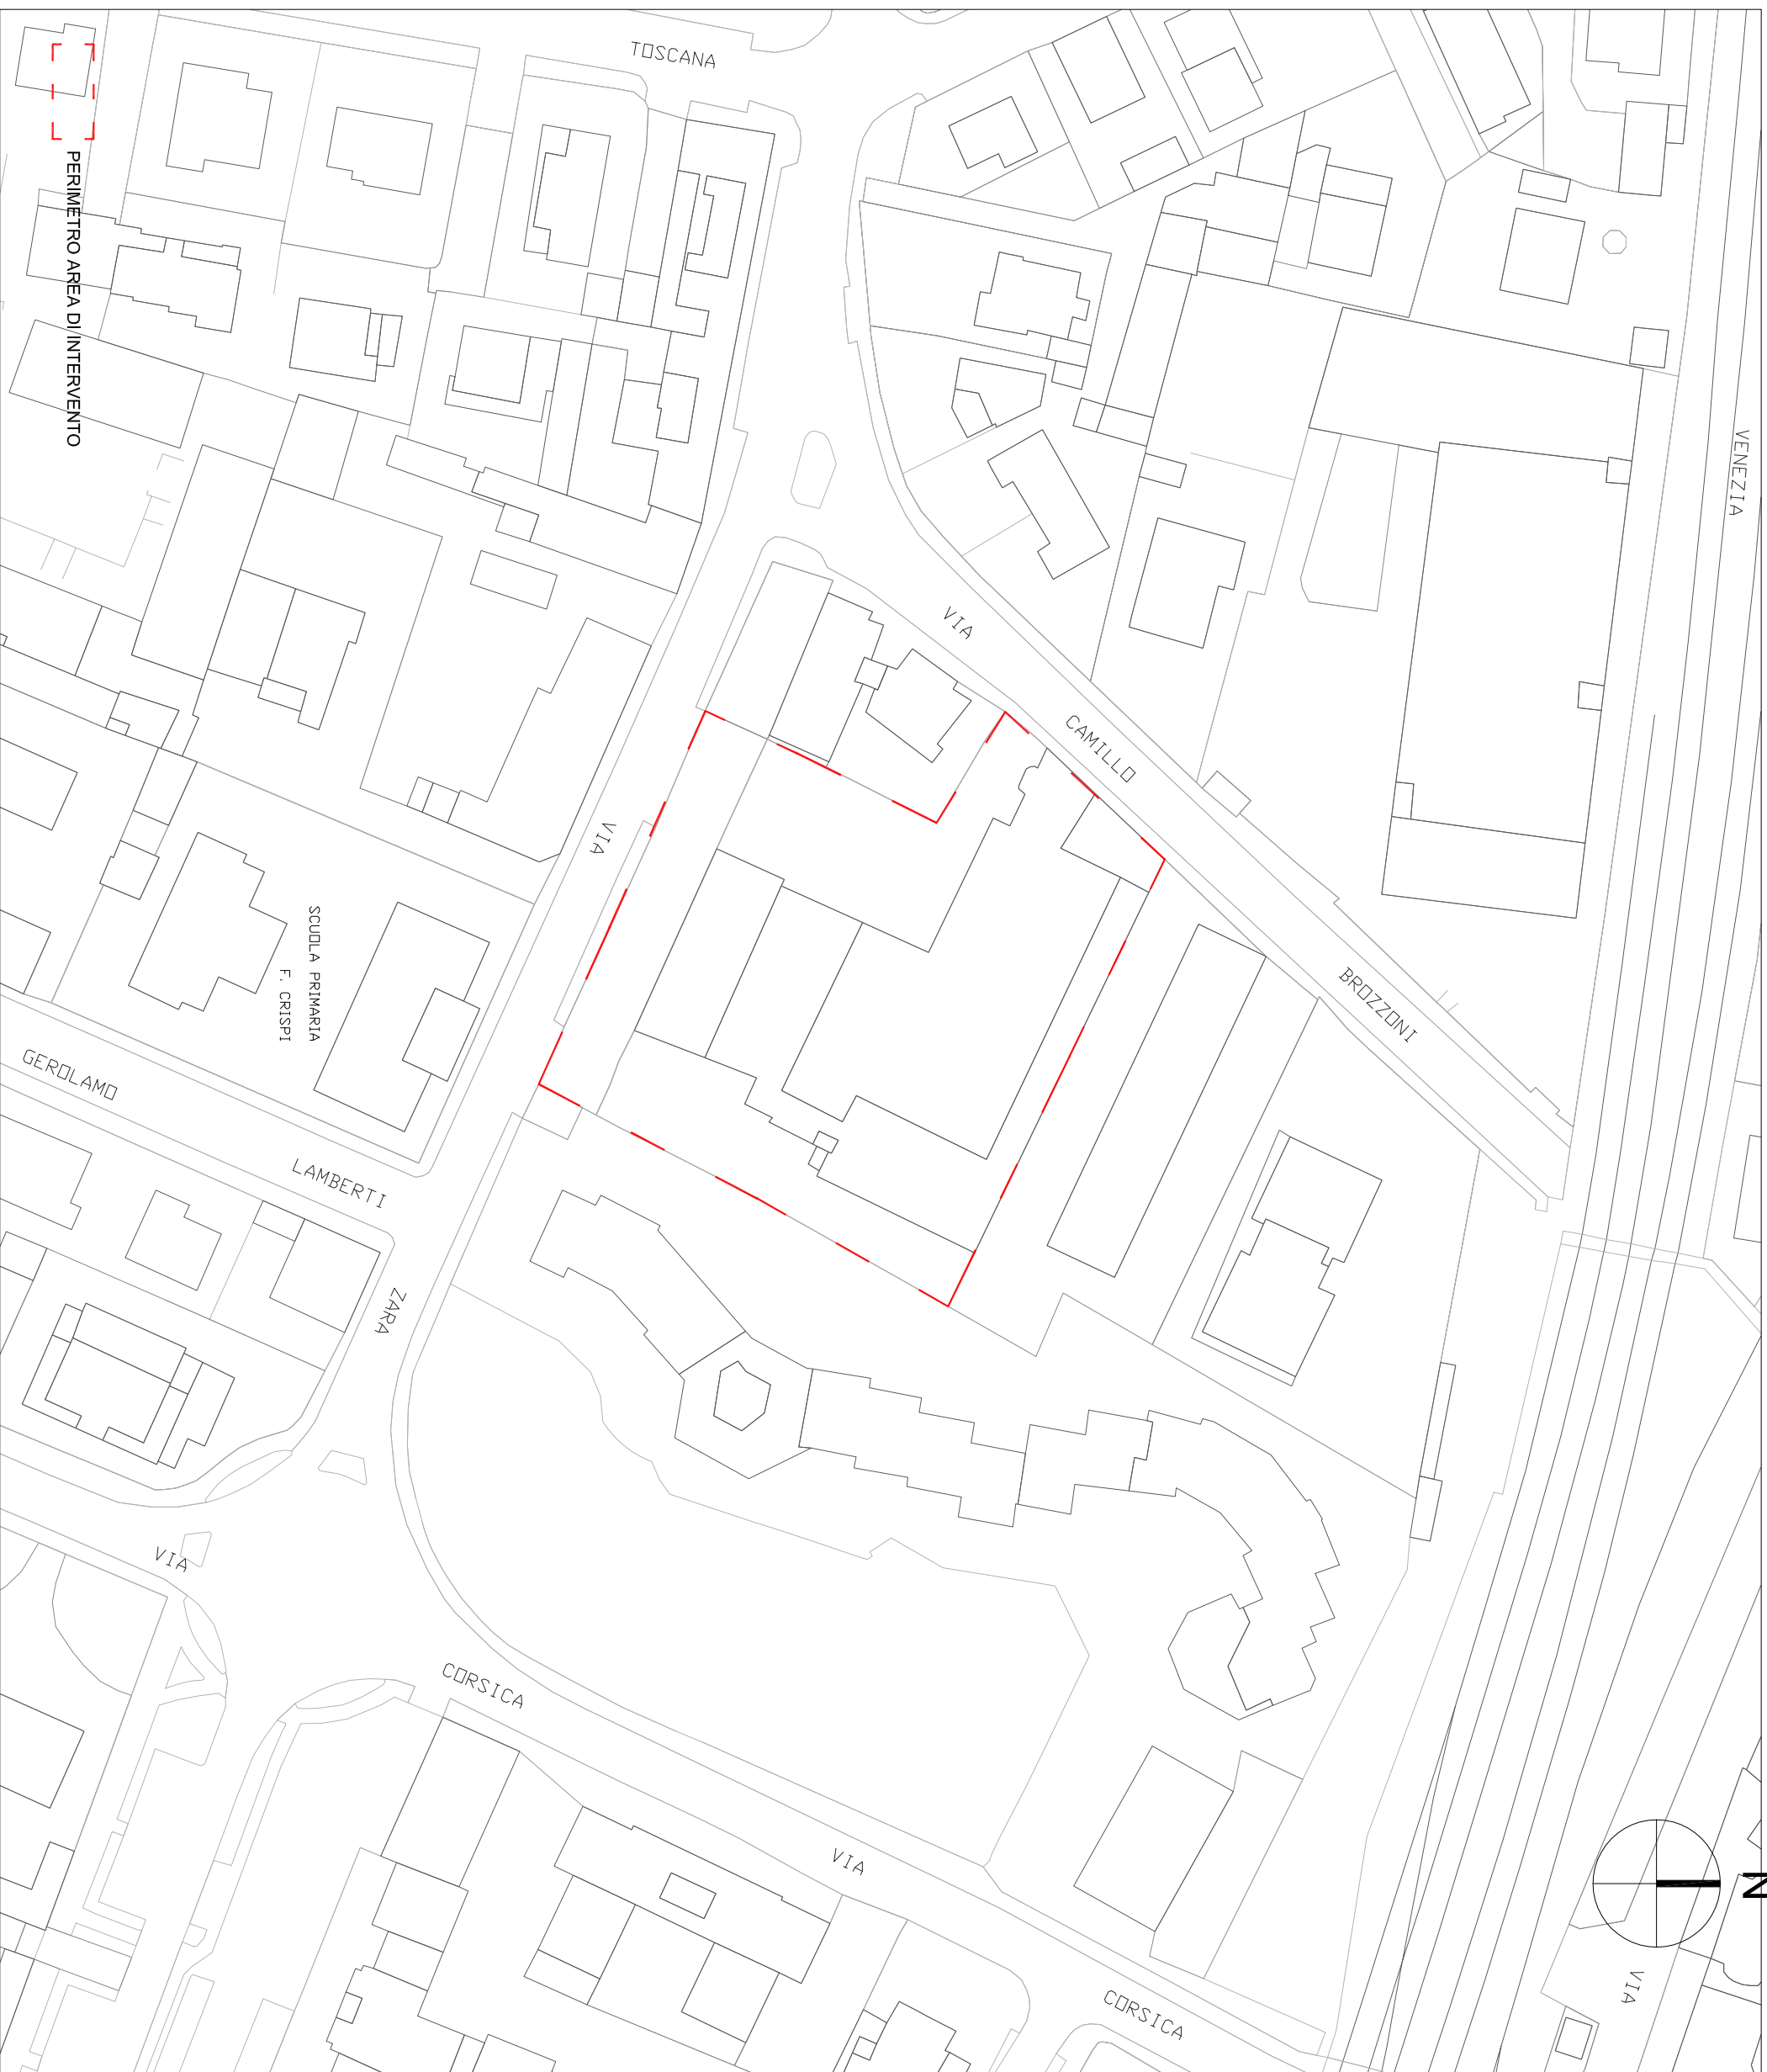 TOSCANA
PERIMETRO AREA DI INTERVENTO
VENEZIA
VIA
CAMILLO
BROZZONI
VIA
ZARA
SCUOLA PRIMARIA
F. CRISPI
GEROLAMO
LAMBERTI
VIA
CORSICA
VIA
CORSICA
VIA
N